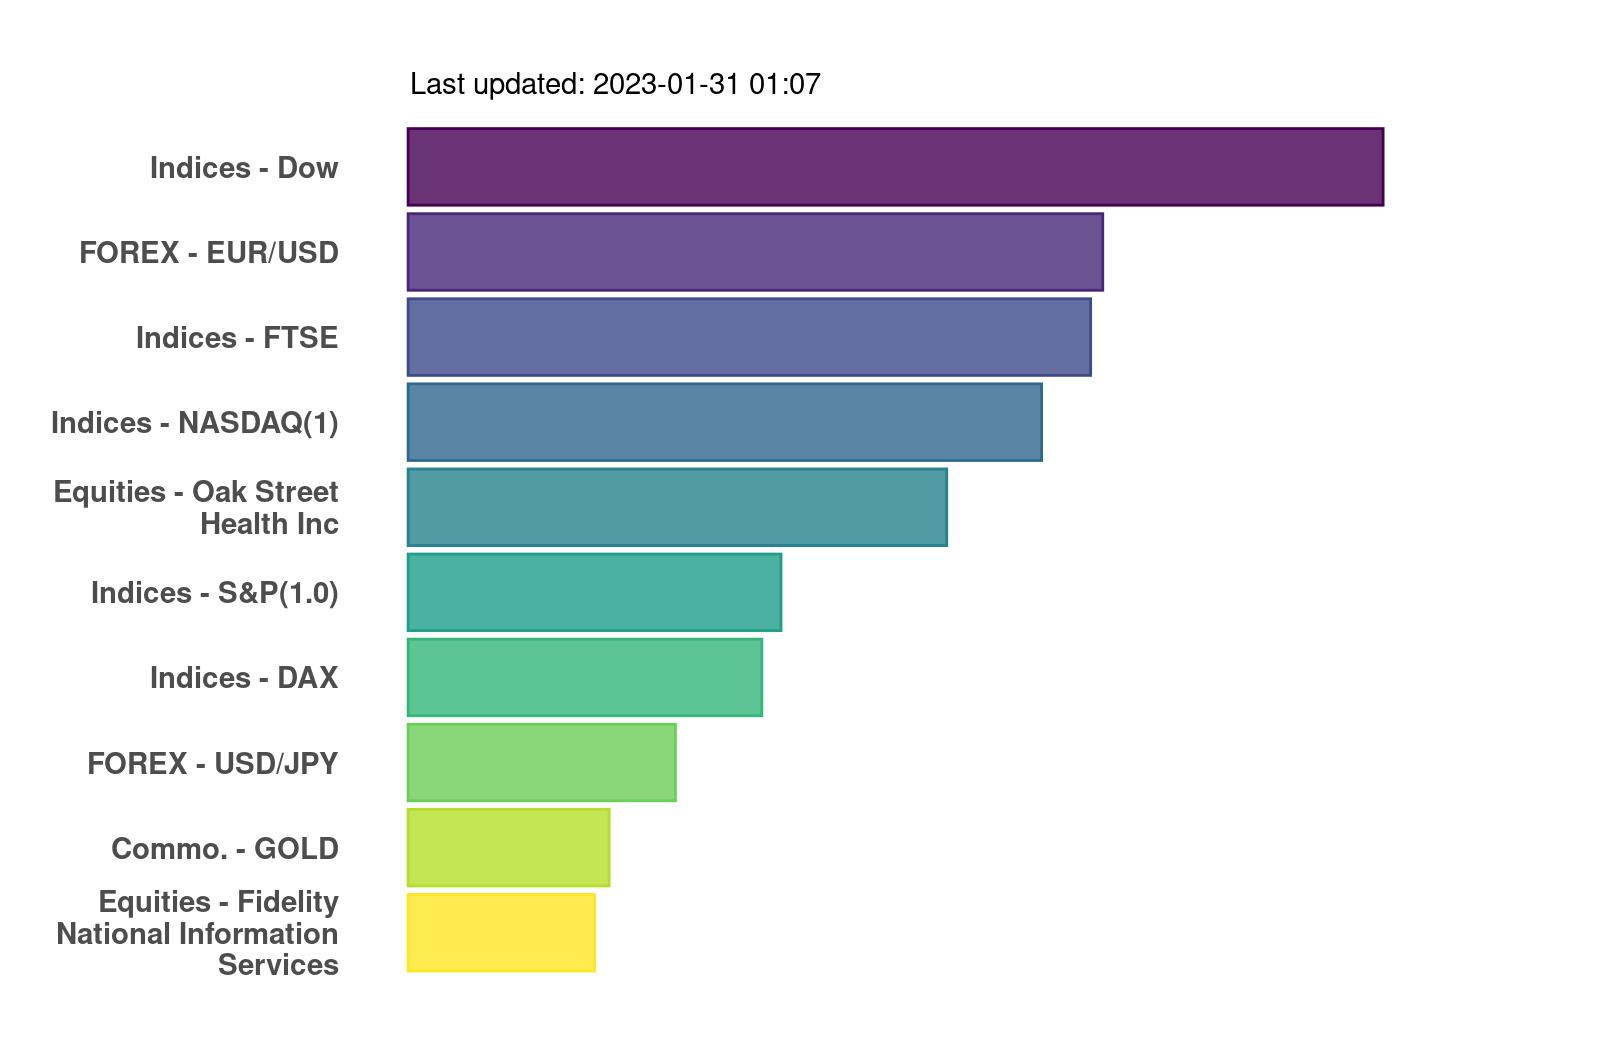 Last updated: 2023-01-31 01:07
Indices - Dow
FOREX - EUR/USD
Indices - FTSE
Indices - NASDAQ(1)
Equities - Oak Street
Health Inc
Indices - S&P(1.0)
Indices - DAX
FOREX - USD/JPY
Commo. - GOLD
Equities - Fidelity
National Information
Services